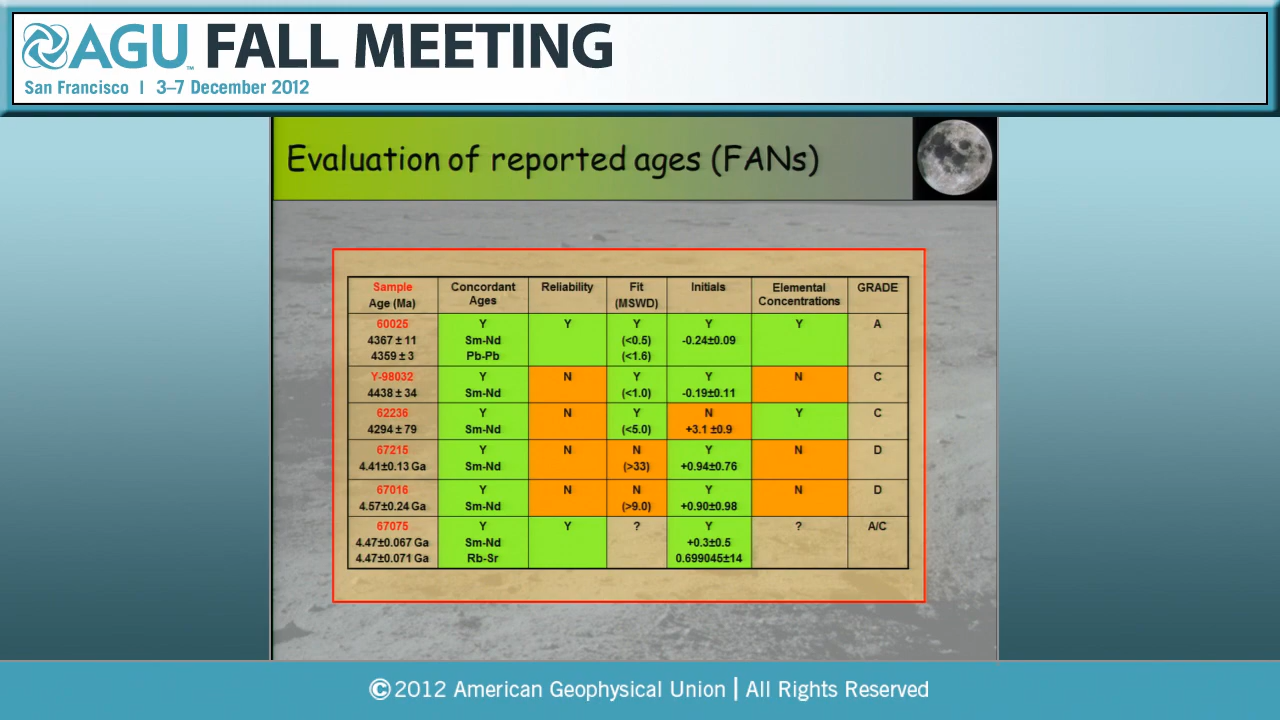 AGU FALL MEETING
San Francisco | 3–7 December 2012
Evaluation of reported ages (FANs)
Sample Age (Ma) Concordant Ages Reliability Fit (MSWD) Initials Elemental Concentrations GRADE
60025 Y Y Y Y Y A
4367 ± 11 Sm-Nd (<0.5) -0.24±0.09
4359 ± 3 Pb-Pb (<1.6)
Y-98032 Y N Y Y N C
4438 ± 34 Sm-Nd (<1.0) -0.19±0.11
62236 Y N Y N Y C
4294 ± 79 Sm-Nd (<5.0) +3.1 ±0.9
67215 Y N N Y N D
4.41±0.13 Ga Sm-Nd (>33) +0.94±0.76
67016 Y N N Y N D
4.57±0.24 Ga Sm-Nd (>9.0) +0.90±0.98
67075 Y Y ? Y ? A/C
4.47±0.067 Ga Sm-Nd +0.3±0.5
4.47±0.071 Ga Rb-Sr 0.699045±14
©2012 American Geophysical Union | All Rights Reserved